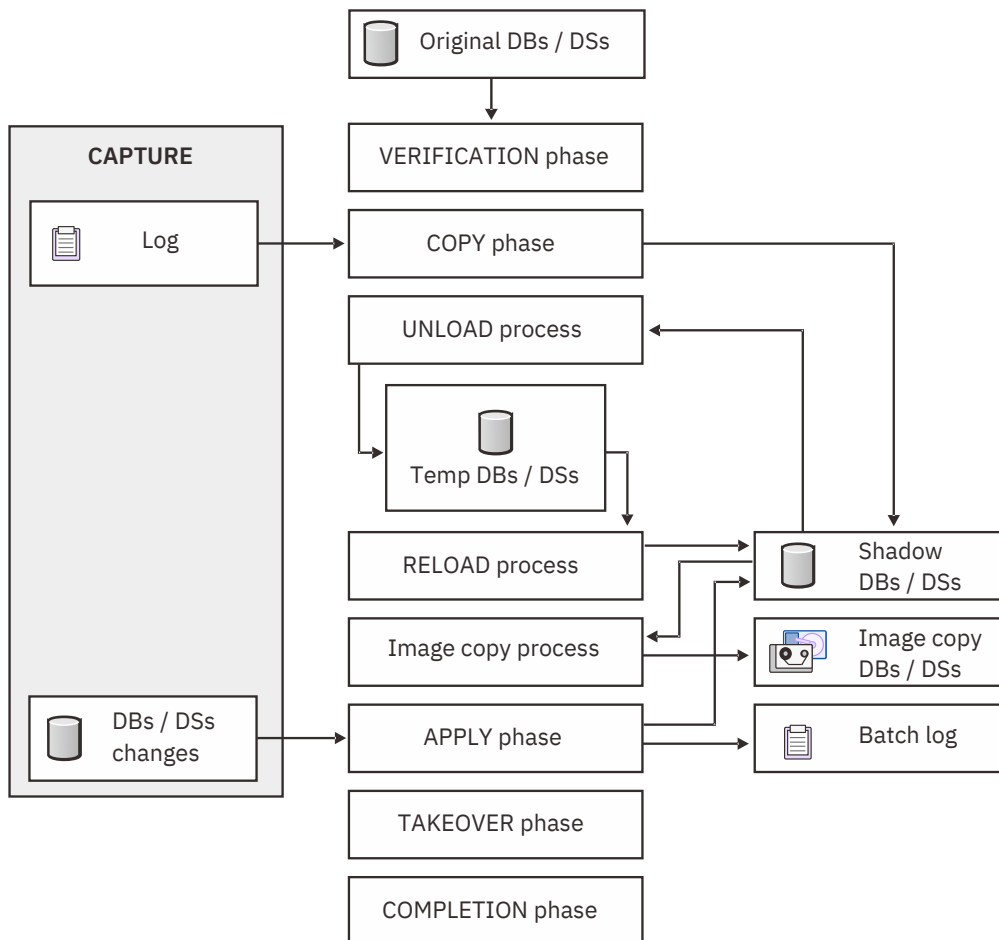 Original DBs / DSs
VERIFICATION phase
CAPTURE
Log
COPY phase
UNLOAD process
Temp DBs / DSs
RELOAD process
Shadow
DBs / DSs
Image copy process
Image copy
DBs / DSs
DBs / DSs
changes
APPLY phase
Batch log
TAKEOVER phase
COMPLETION phase